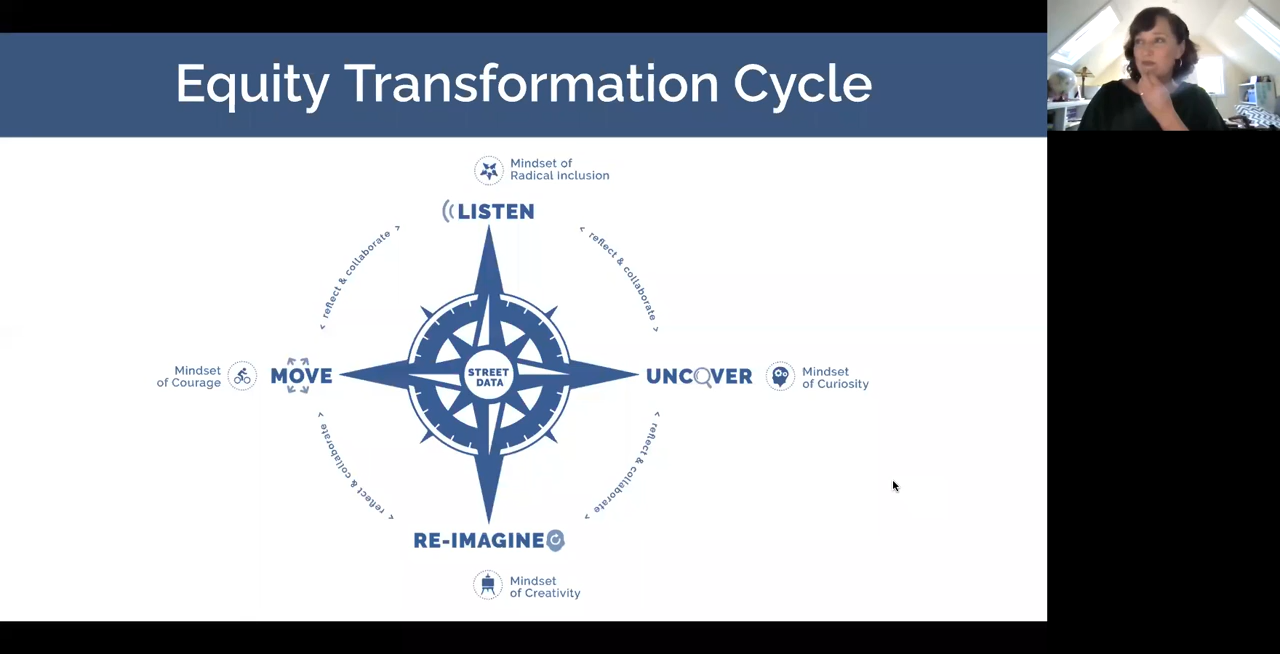 Equity Transformation Cycle
Mindset of
Radical Inclusion
LISTEN
< reflect & collaborate >
< reflect & collaborate >
Mindset
of Courage
MOVE
STREET
DATA
UNCOVER
Mindset
of Curiosity
< reflect & collaborate >
< reflect & collaborate >
RE-IMAGINE
Mindset
of Creativity